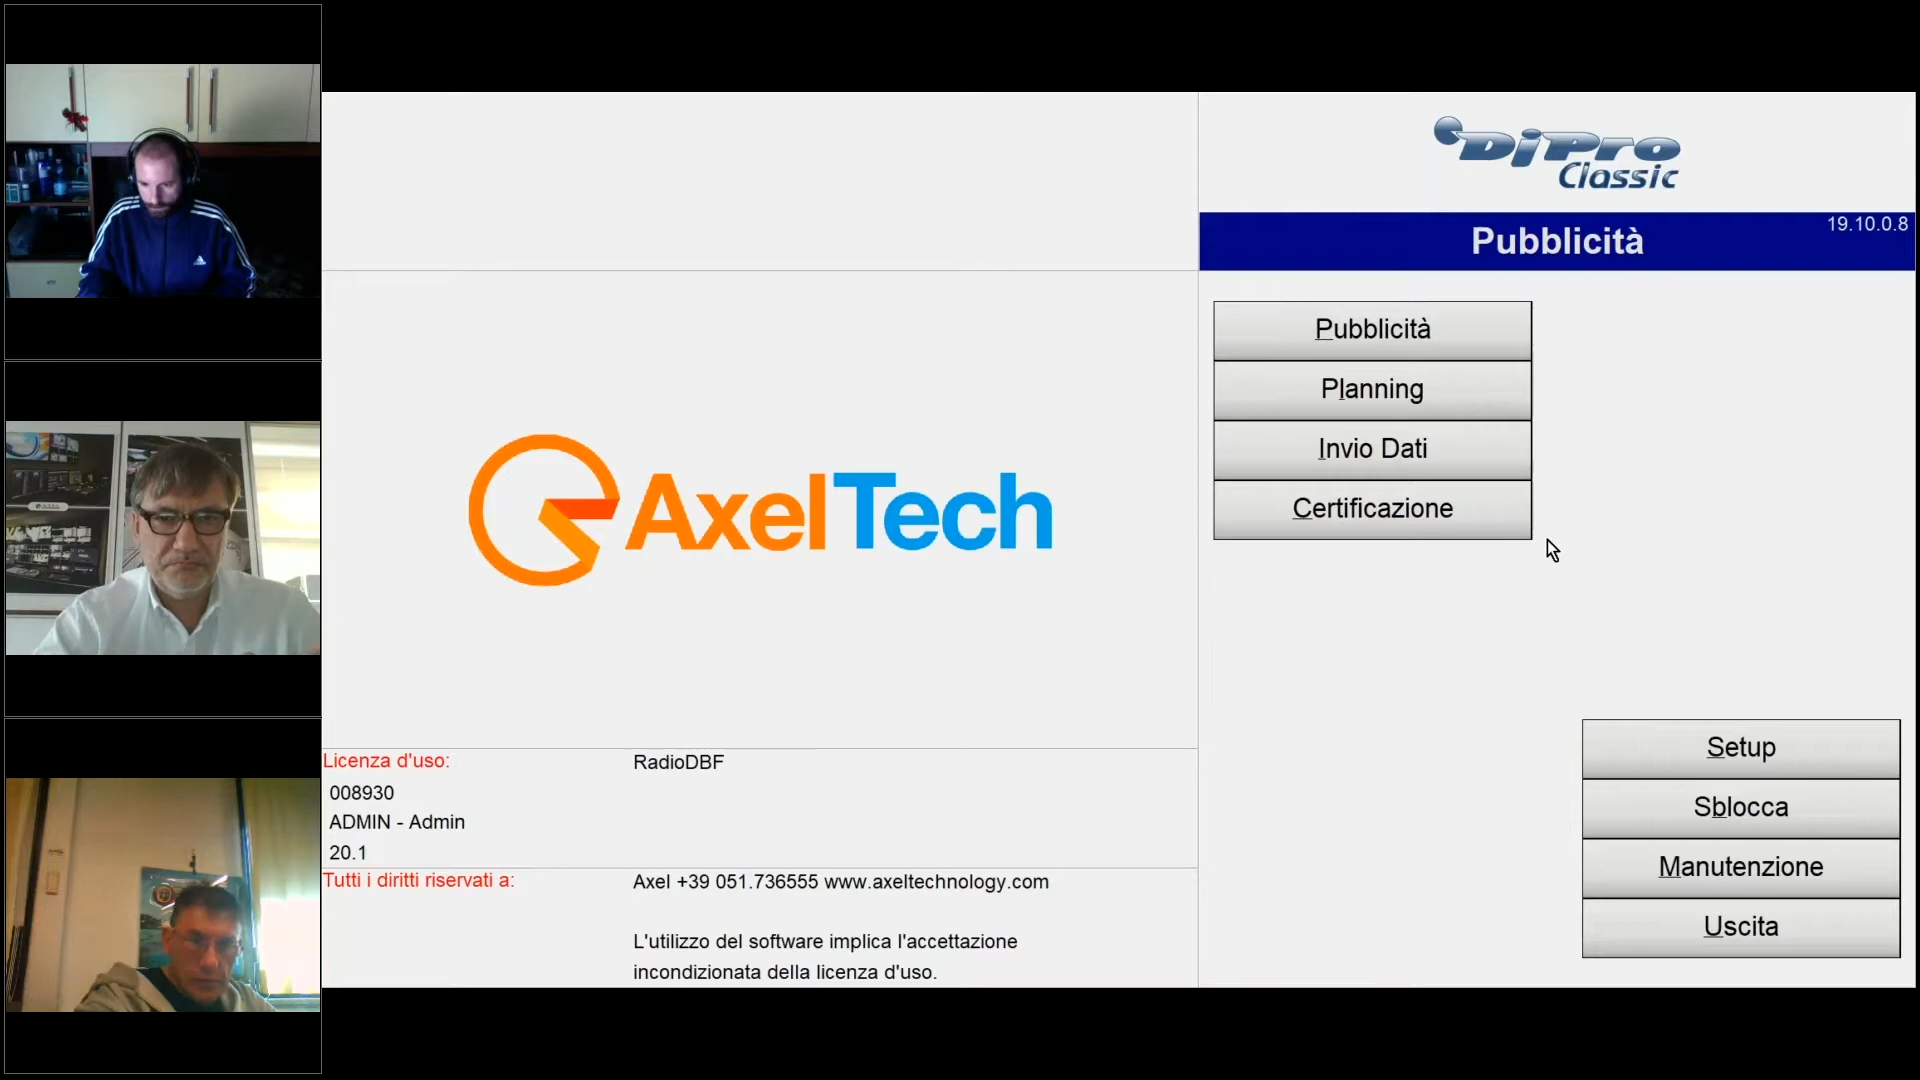 DjPro
Classic
Pubblicità
19.10.0.8
Pubblicità
Planning
Invio Dati
Certificazione
AxelTech
Setup
Sblocca
Manutenzione
Uscita
Licenza d'uso:
RadioDBF
008930
ADMIN - Admin
20.1
Tutti i diritti riservati a:
Axel +39 051.736555 www.axeltechnology.com
L'utilizzo del software implica l'accettazione
incondizionata della licenza d'uso.